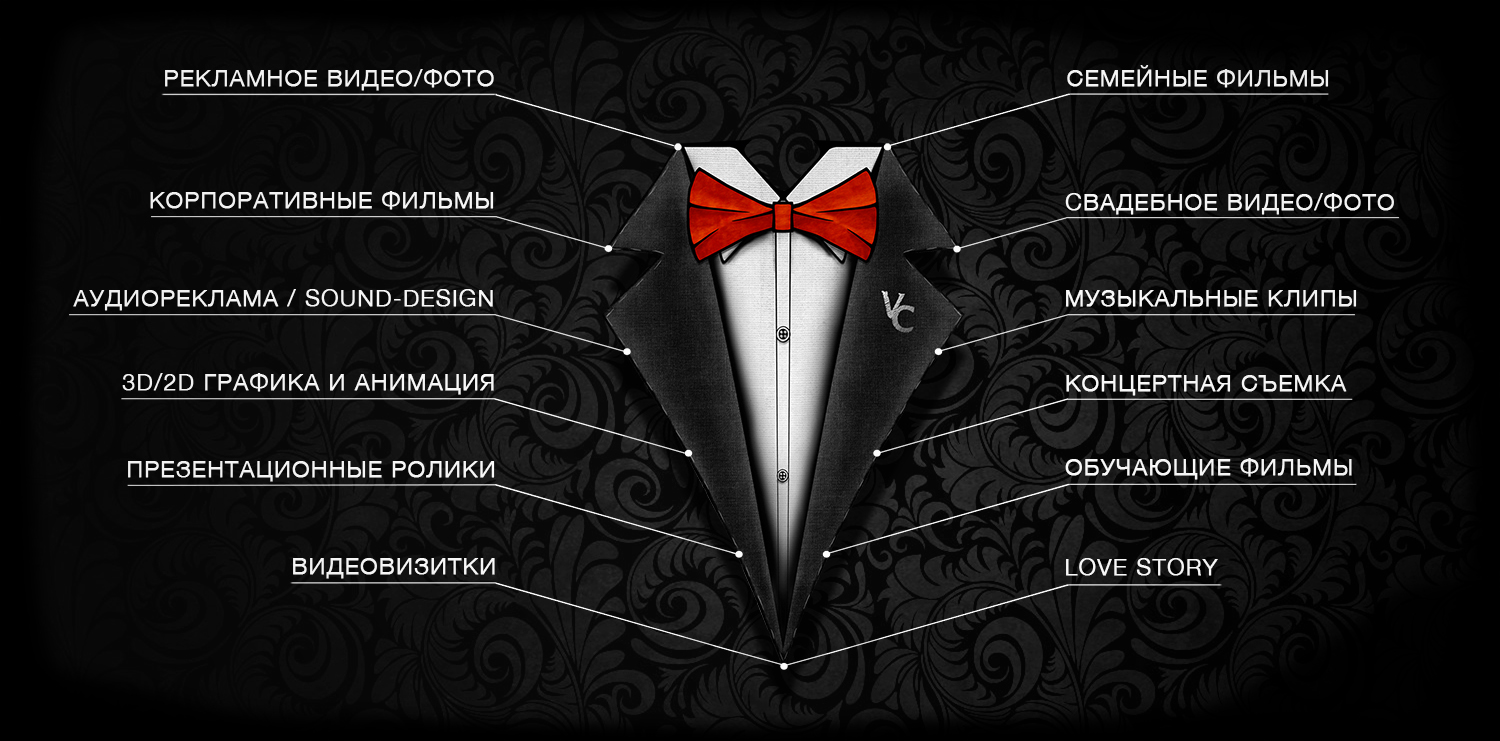 РЕКЛАМНОЕ ВИДЕО/ФОТО
КОРПОРАТИВНЫЕ ФИЛЬМЫ
АУДИОРЕКЛАМА / SOUND-DESIGN
3D/2D ГРАФИКА И АНИМАЦИЯ
ПРЕЗЕНТАЦИОННЫЕ РОЛИКИ
ВИДЕОВИЗИТКИ
VC
СЕМЕЙНЫЕ ФИЛЬМЫ
СВАДЕБНОЕ ВИДЕО/ФОТО
МУЗЫКАЛЬНЫЕ КЛИПЫ
КОНЦЕРТНАЯ СЪЕМКА
ОБУЧАЮЩИЕ ФИЛЬМЫ
LOVE STORY